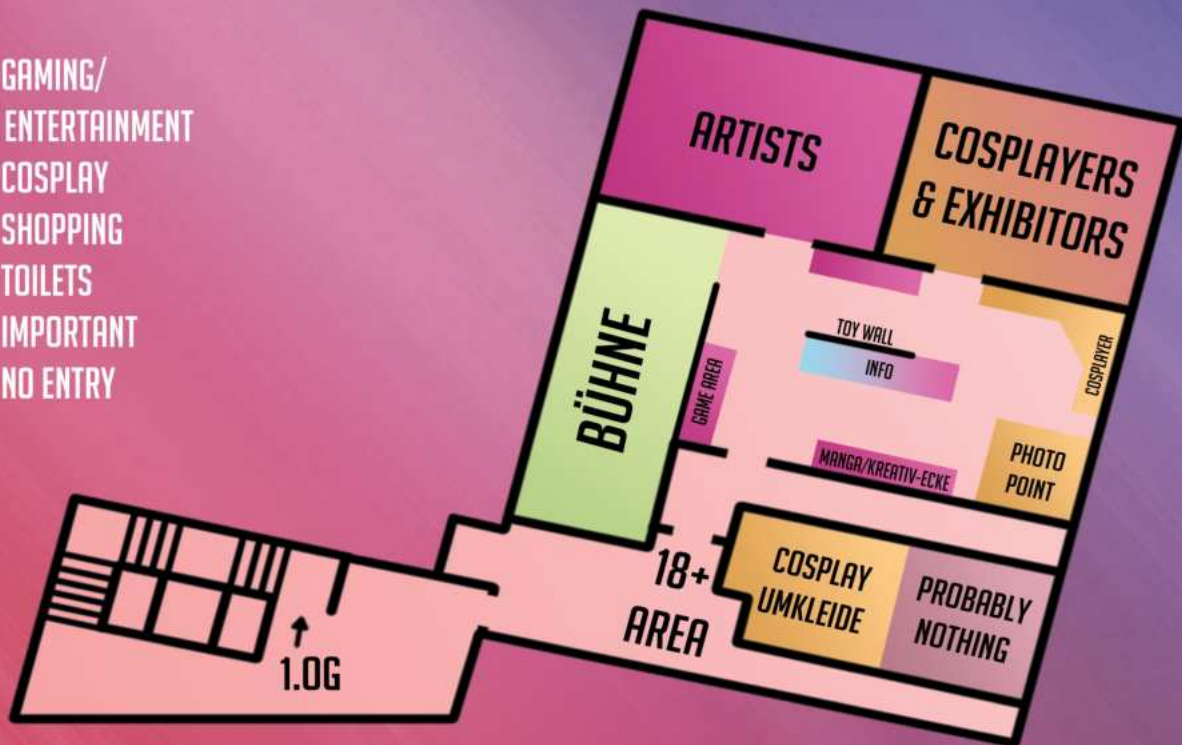 GAMING/
ENTERTAINMENT
COSPLAY
SHOPPING
TOILETS
IMPORTANT
NO ENTRY
ARTISTS
COSPLAYERS
& EXHIBITORS
BÜHNE
TOY WALL
INFO
GAME AREA
COSPLAYER
MANGA/KREATIV-ECKE
PHOTO
POINT
18+
AREA
COSPLAY
UMKLEIDE
PROBABLY
NOTHING
1.OG